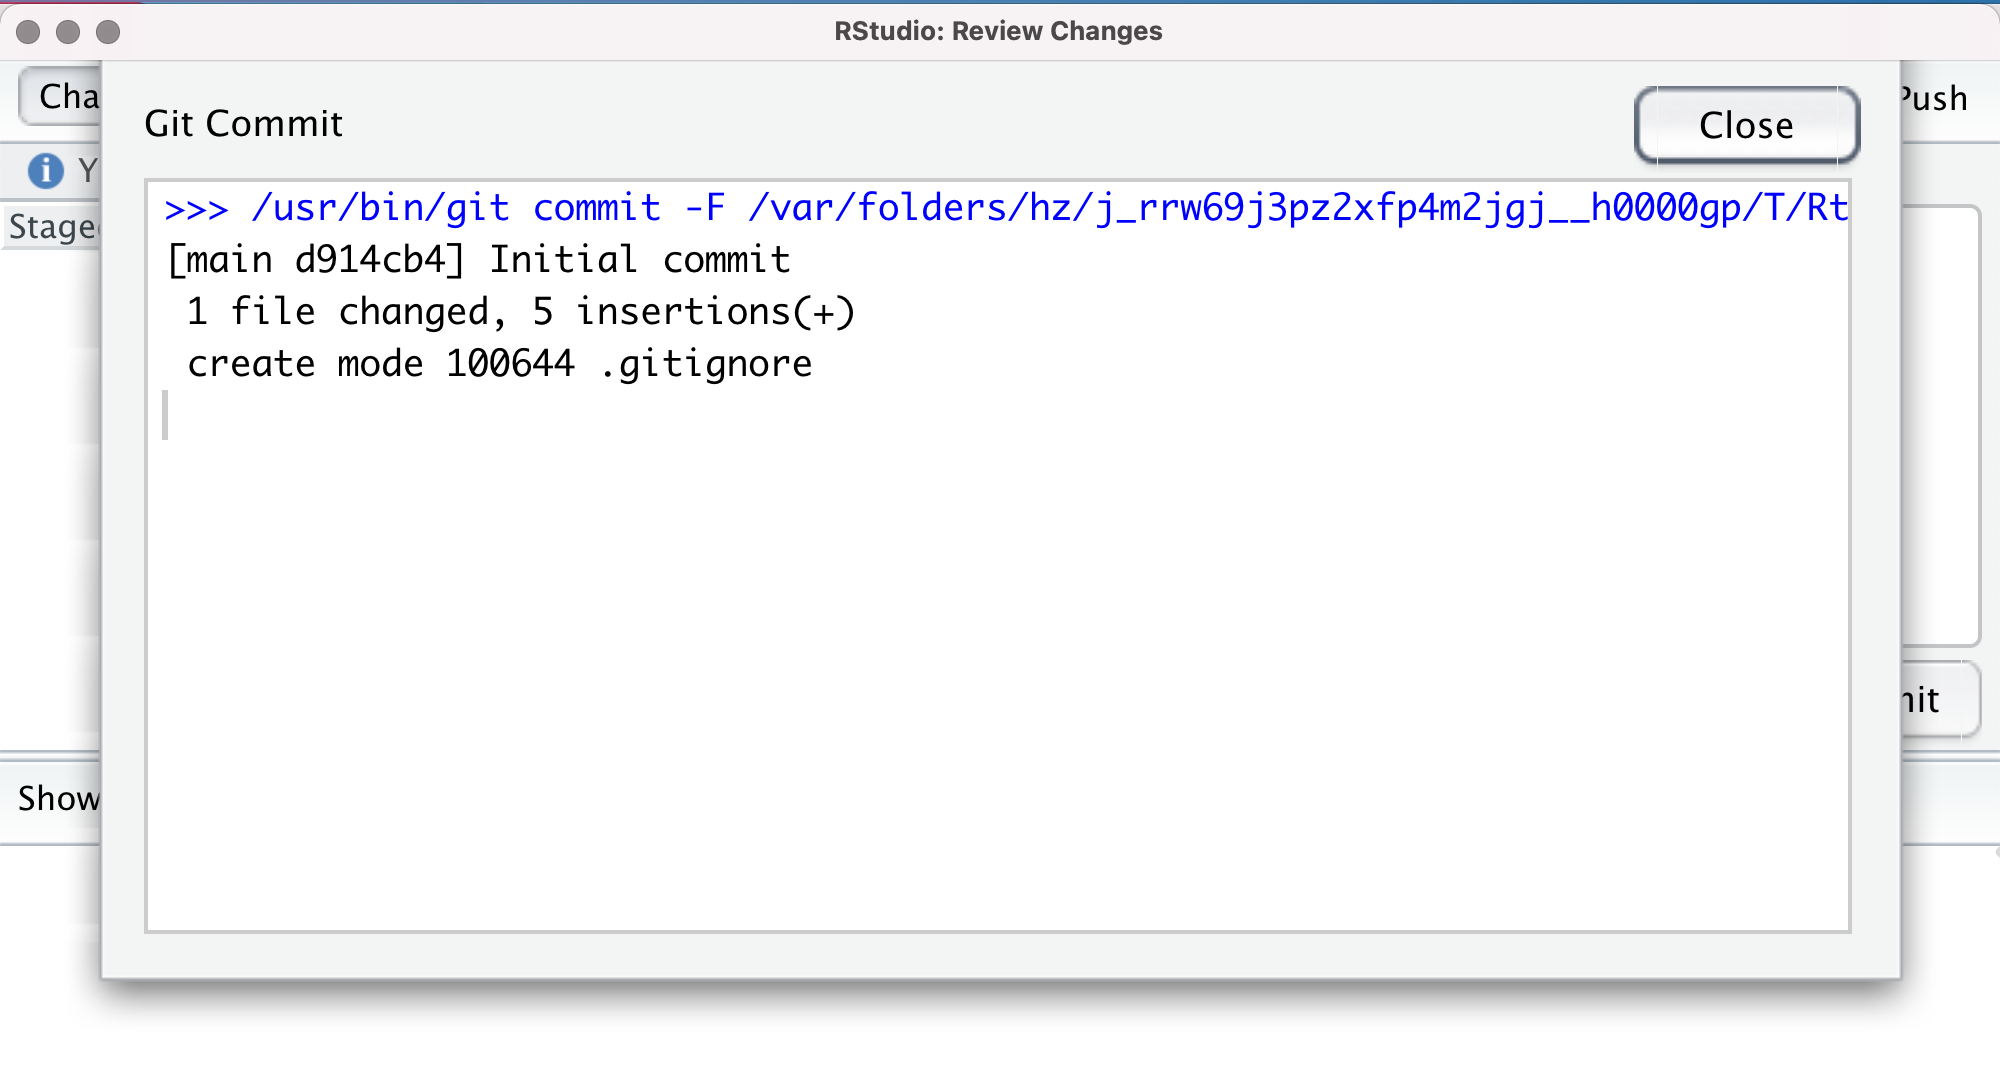 RStudio: Review Changes
Cha
Git Commit
Close
Push
Y
Stage
>>> /usr/bin/git commit -F /var/folders/hz/j_rrw69j3pz2xfp4m2jgj__h0000gp/T/Rt
[main d914cb4] Initial commit
 1 file changed, 5 insertions(+)
 create mode 100644 .gitignore
nit
Show